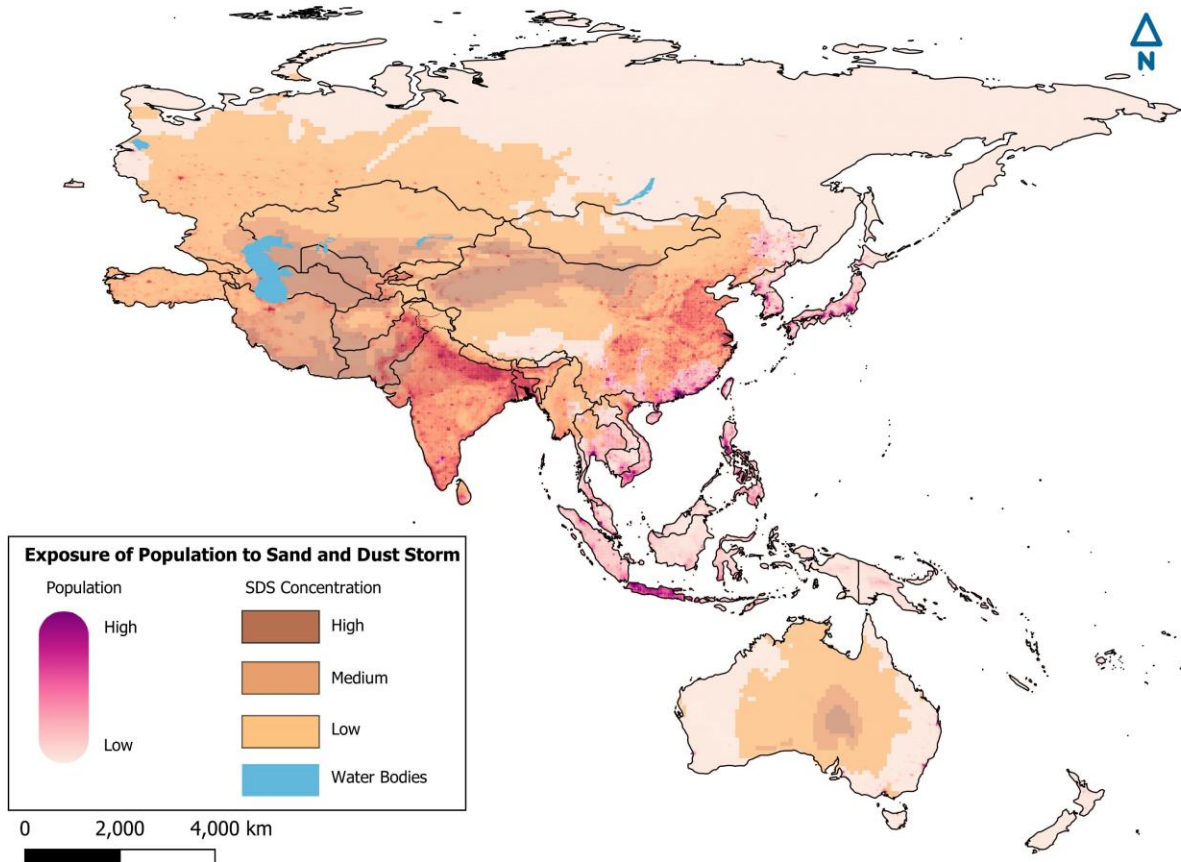 N
Exposure of Population to Sand and Dust Storm
Population
SDS Concentration
High
High
Medium
Low
Low
Water Bodies
0 2,000 4,000 km